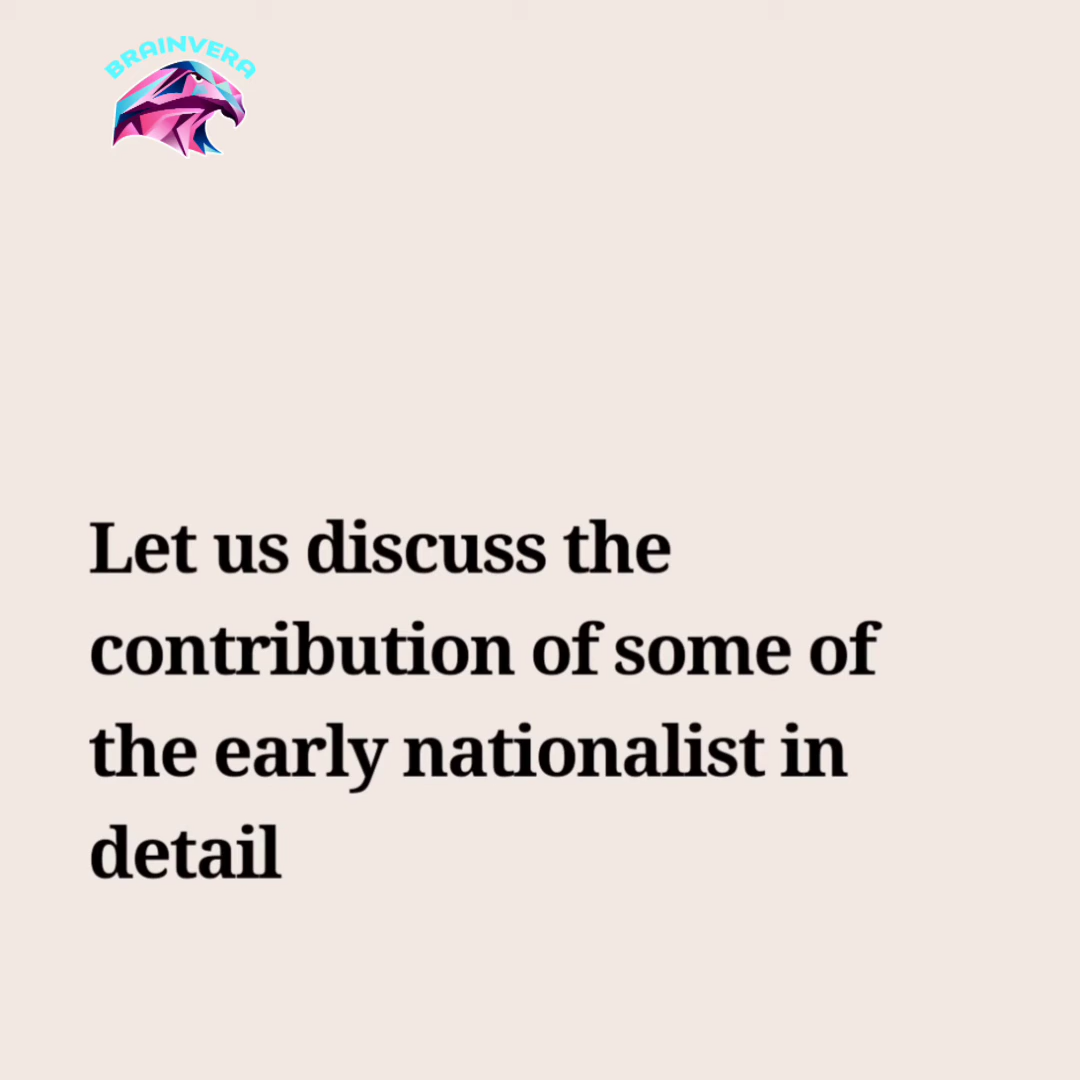 BRAINVERA
Let us discuss the
contribution of some of
the early nationalist in
detail